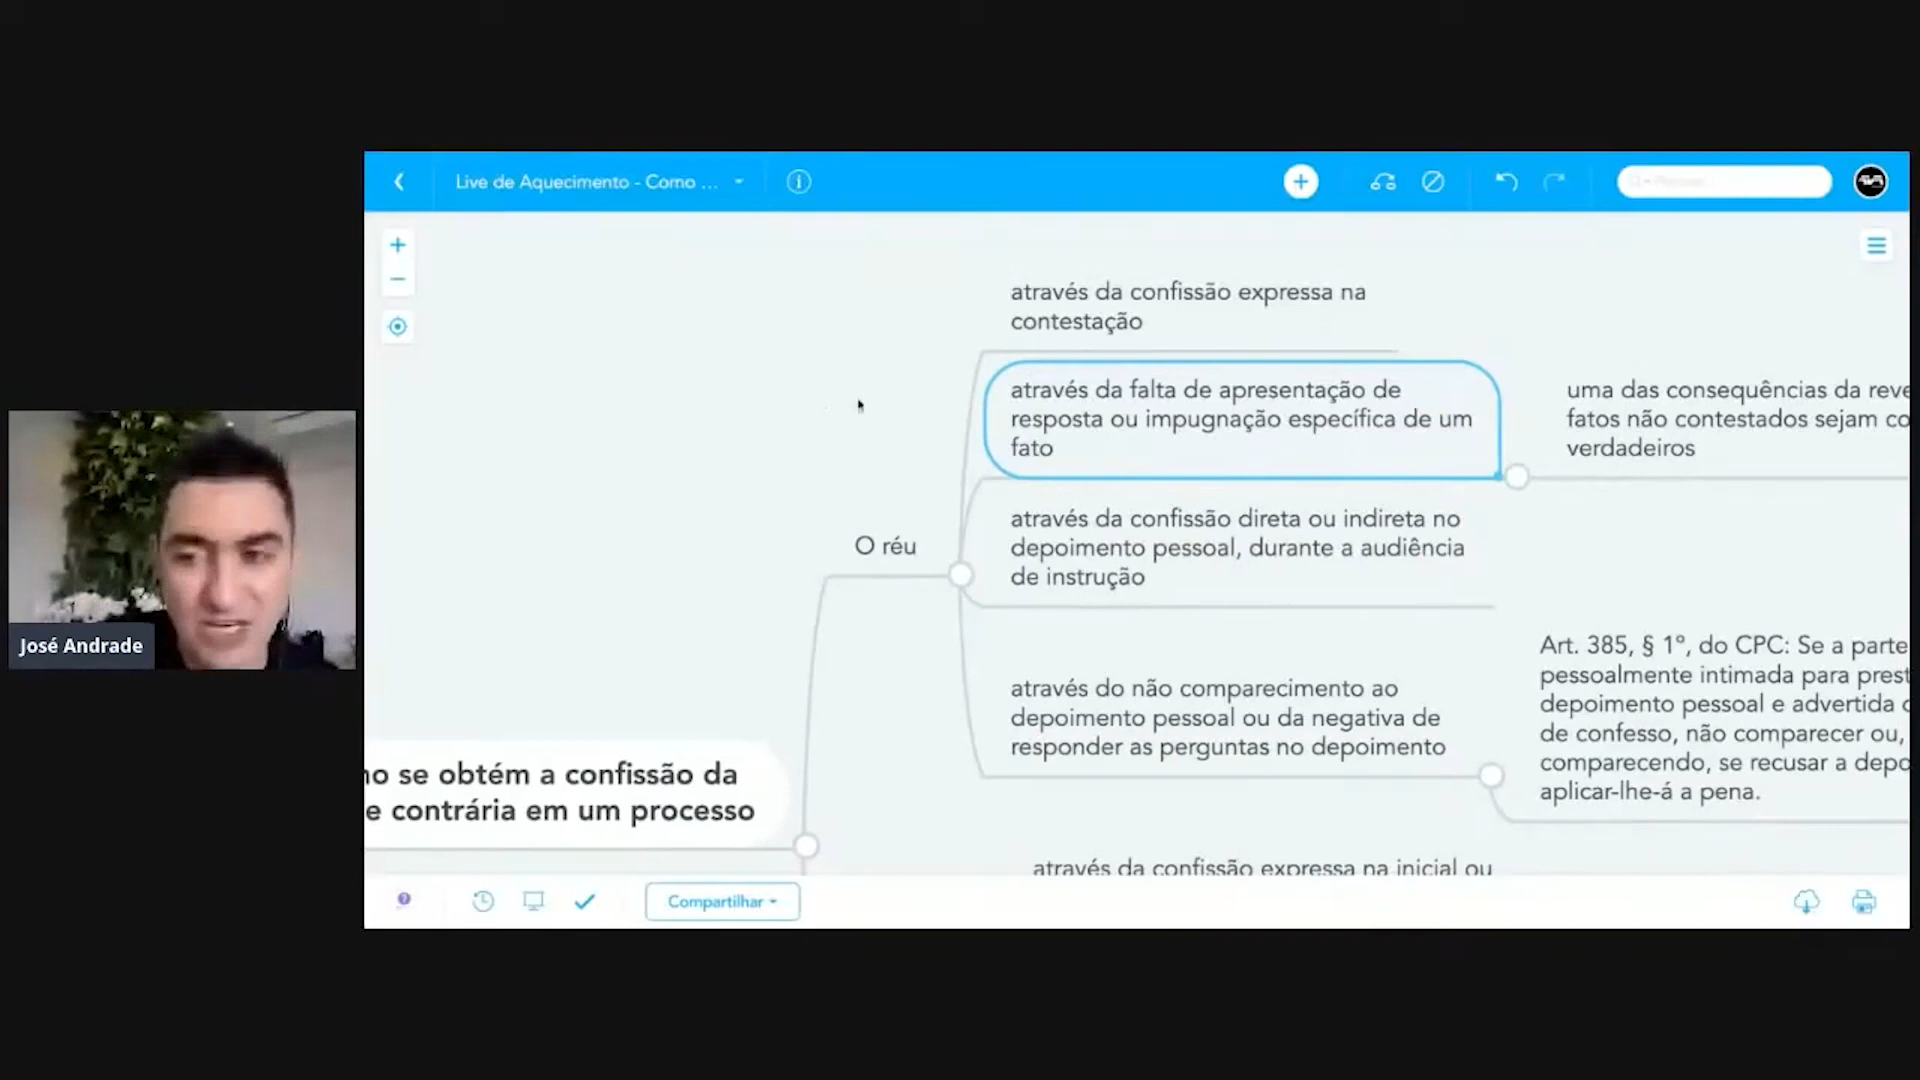 Live de Aquecimento - Como ...
através da confissão expressa na
contestação
através da falta de apresentação de
resposta ou impugnação específica de um
fato
uma das consequências da reve
fatos não contestados sejam co
verdadeiros
através da confissão direta ou indireta no
depoimento pessoal, durante a audiência
de instrução
O réu
José Andrade
através do não comparecimento ao
depoimento pessoal ou da negativa de
responder as perguntas no depoimento
Art. 385, § 1º, do CPC: Se a parte
pessoalmente intimada para prest
depoimento pessoal e advertida
de confesso, não comparecer ou,
comparecendo, se recusar a depo
aplicar-lhe-á a pena.
no se obtém a confissão da
e contrária em um processo
através da confissão expressa na inicial ou
Compartilhar